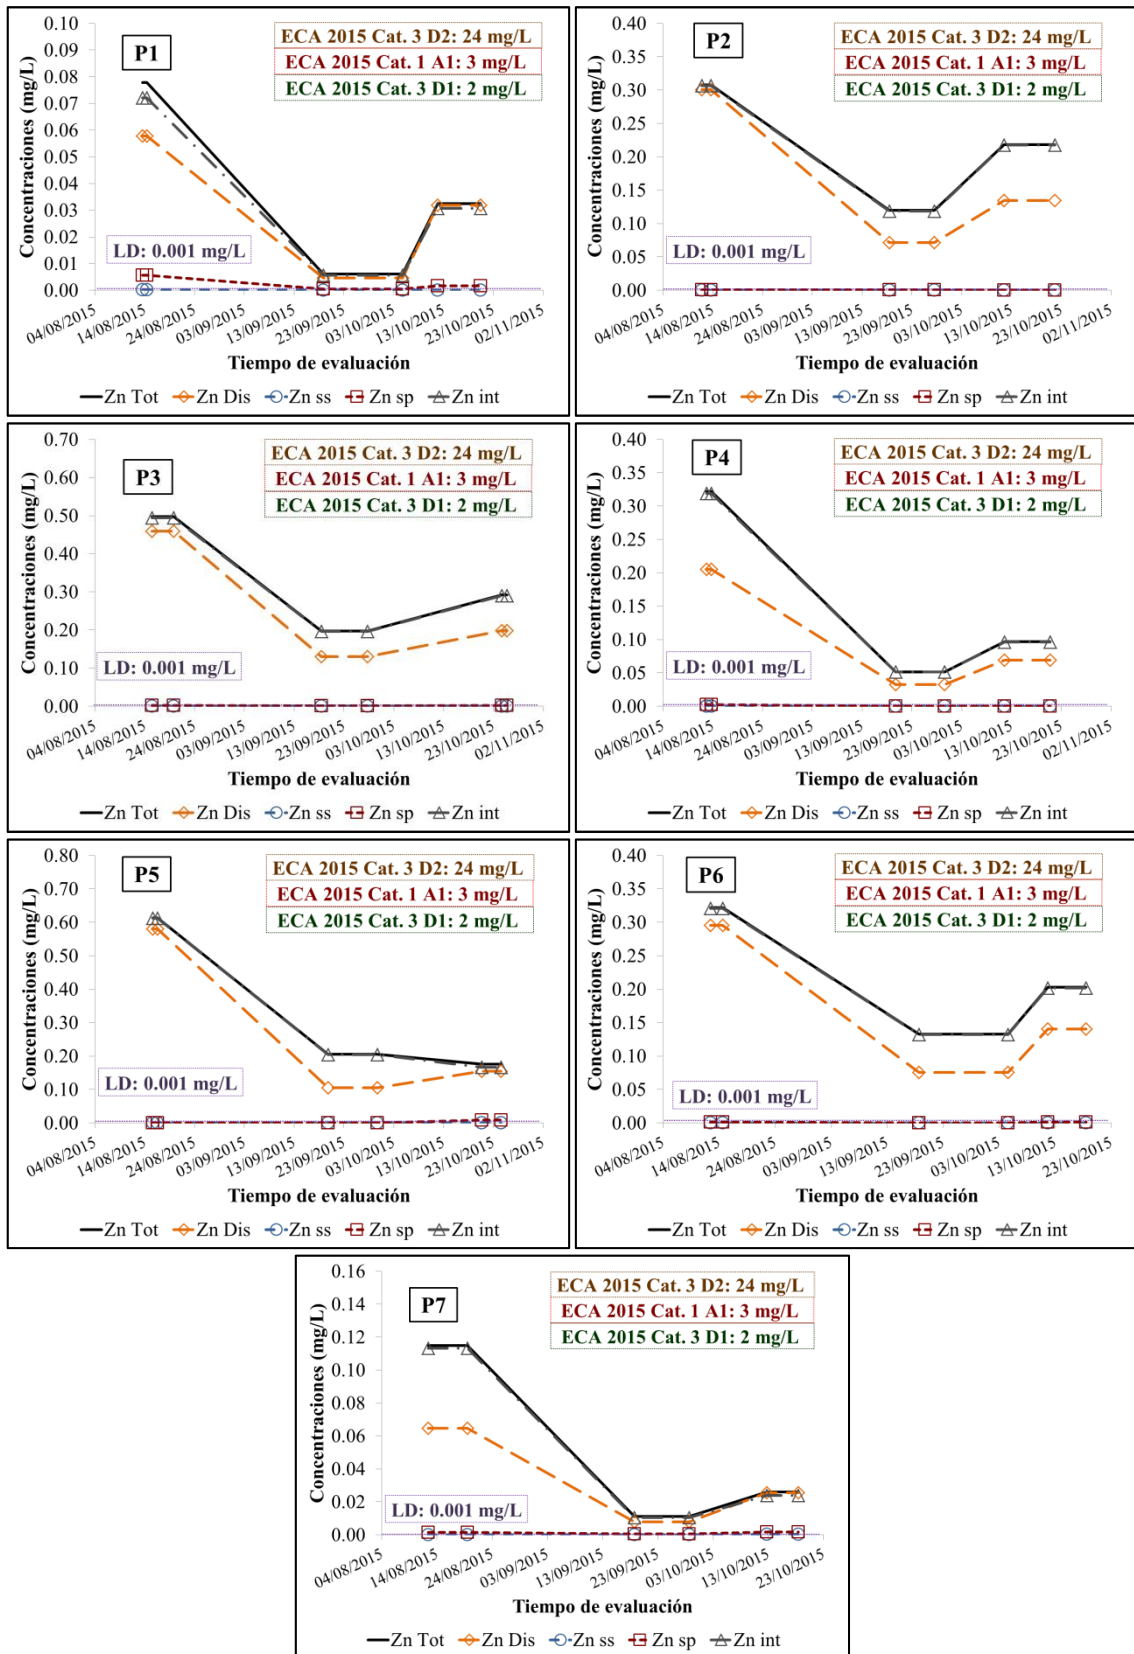 P1
ECA 2015 Cat. 3 D2: 24 mg/L
ECA 2015 Cat. 1 A1: 3 mg/L
ECA 2015 Cat. 3 D1: 2 mg/L
LD: 0.001 mg/L
Concentraciones (mg/L)
0.10
0.09
0.08
0.07
0.06
0.05
0.04
0.03
0.02
0.01
0.00
04/08/2015 14/08/2015 24/08/2015 03/09/2015 13/09/2015 23/09/2015 03/10/2015 13/10/2015 23/10/2015 02/11/2015
Tiempo de evaluación
Zn Tot Zn Dis Zn ss Zn sp Zn int
P2
ECA 2015 Cat. 3 D2: 24 mg/L
ECA 2015 Cat. 1 A1: 3 mg/L
ECA 2015 Cat. 3 D1: 2 mg/L
LD: 0.001 mg/L
Concentraciones (mg/L)
0.40
0.35
0.30
0.25
0.20
0.15
0.10
0.05
0.00
04/08/2015 14/08/2015 24/08/2015 03/09/2015 13/09/2015 23/09/2015 03/10/2015 13/10/2015 23/10/2015 02/11/2015
Tiempo de evaluación
Zn Tot Zn Dis Zn ss Zn sp Zn int
P3
ECA 2015 Cat. 3 D2: 24 mg/L
ECA 2015 Cat. 1 A1: 3 mg/L
ECA 2015 Cat. 3 D1: 2 mg/L
LD: 0.001 mg/L
Concentraciones (mg/L)
0.70
0.60
0.50
0.40
0.30
0.20
0.10
0.00
04/08/2015 14/08/2015 24/08/2015 03/09/2015 13/09/2015 23/09/2015 03/10/2015 13/10/2015 23/10/2015 02/11/2015
Tiempo de evaluación
Zn Tot Zn Dis Zn ss Zn sp Zn int
P4
ECA 2015 Cat. 3 D2: 24 mg/L
ECA 2015 Cat. 1 A1: 3 mg/L
ECA 2015 Cat. 3 D1: 2 mg/L
LD: 0.001 mg/L
Concentraciones (mg/L)
0.40
0.35
0.30
0.25
0.20
0.15
0.10
0.05
0.00
04/08/2015 14/08/2015 24/08/2015 03/09/2015 13/09/2015 23/09/2015 03/10/2015 13/10/2015 23/10/2015 02/11/2015
Tiempo de evaluación
Zn Tot Zn Dis Zn ss Zn sp Zn int
P5
ECA 2015 Cat. 3 D2: 24 mg/L
ECA 2015 Cat. 1 A1: 3 mg/L
ECA 2015 Cat. 3 D1: 2 mg/L
LD: 0.001 mg/L
Concentraciones (mg/L)
0.80
0.70
0.60
0.50
0.40
0.30
0.20
0.10
0.00
04/08/2015 14/08/2015 24/08/2015 03/09/2015 13/09/2015 23/09/2015 03/10/2015 13/10/2015 23/10/2015 02/11/2015
Tiempo de evaluación
Zn Tot Zn Dis Zn ss Zn sp Zn int
P6
ECA 2015 Cat. 3 D2: 24 mg/L
ECA 2015 Cat. 1 A1: 3 mg/L
ECA 2015 Cat. 3 D1: 2 mg/L
LD: 0.001 mg/L
Concentraciones (mg/L)
0.40
0.35
0.30
0.25
0.20
0.15
0.10
0.05
0.00
04/08/2015 14/08/2015 24/08/2015 03/09/2015 13/09/2015 23/09/2015 03/10/2015 13/10/2015 23/10/2015
Tiempo de evaluación
Zn Tot Zn Dis Zn ss Zn sp Zn int
P7
ECA 2015 Cat. 3 D2: 24 mg/L
ECA 2015 Cat. 1 A1: 3 mg/L
ECA 2015 Cat. 3 D1: 2 mg/L
LD: 0.001 mg/L
Concentraciones (mg/L)
0.16
0.14
0.12
0.10
0.08
0.06
0.04
0.02
0.00
04/08/2015 14/08/2015 24/08/2015 03/09/2015 13/09/2015 23/09/2015 03/10/2015 13/10/2015 23/10/2015
Tiempo de evaluación
Zn Tot Zn Dis Zn ss Zn sp Zn int